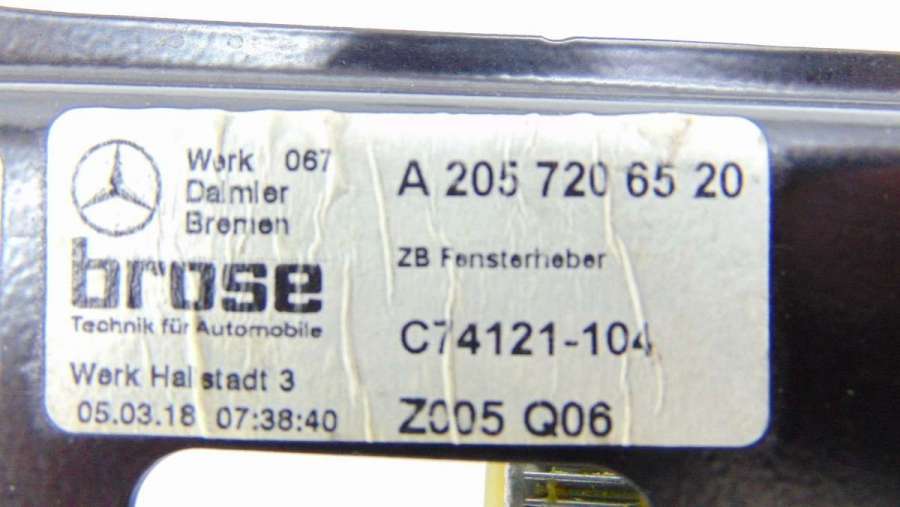 Werk 067
Daimler
Bremen
brose
Technik für Automobile
Werk Hallstadt 3
05.03.18 07:38:40
A 205 720 65 20
ZB Fensterheber
C74121-104
Z005 Q06